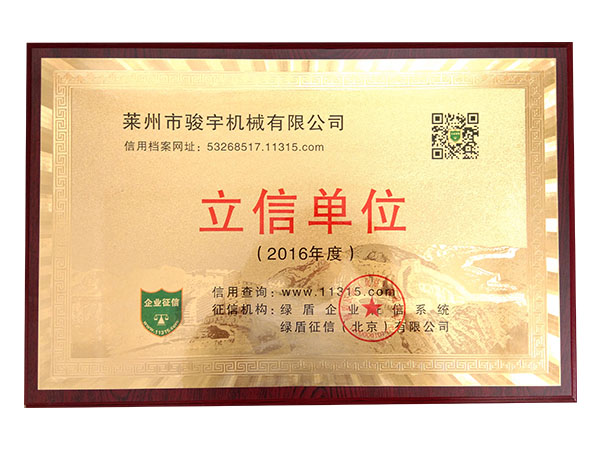 莱州市骏宇机械有限公司
信用档案网址：53268517.11315.com
立信单位
（2016年度）
企业征信
www.11315.com
信用查询：www.11315.com
征信机构：绿盾企业征信系统
绿盾征信（北京）有限公司